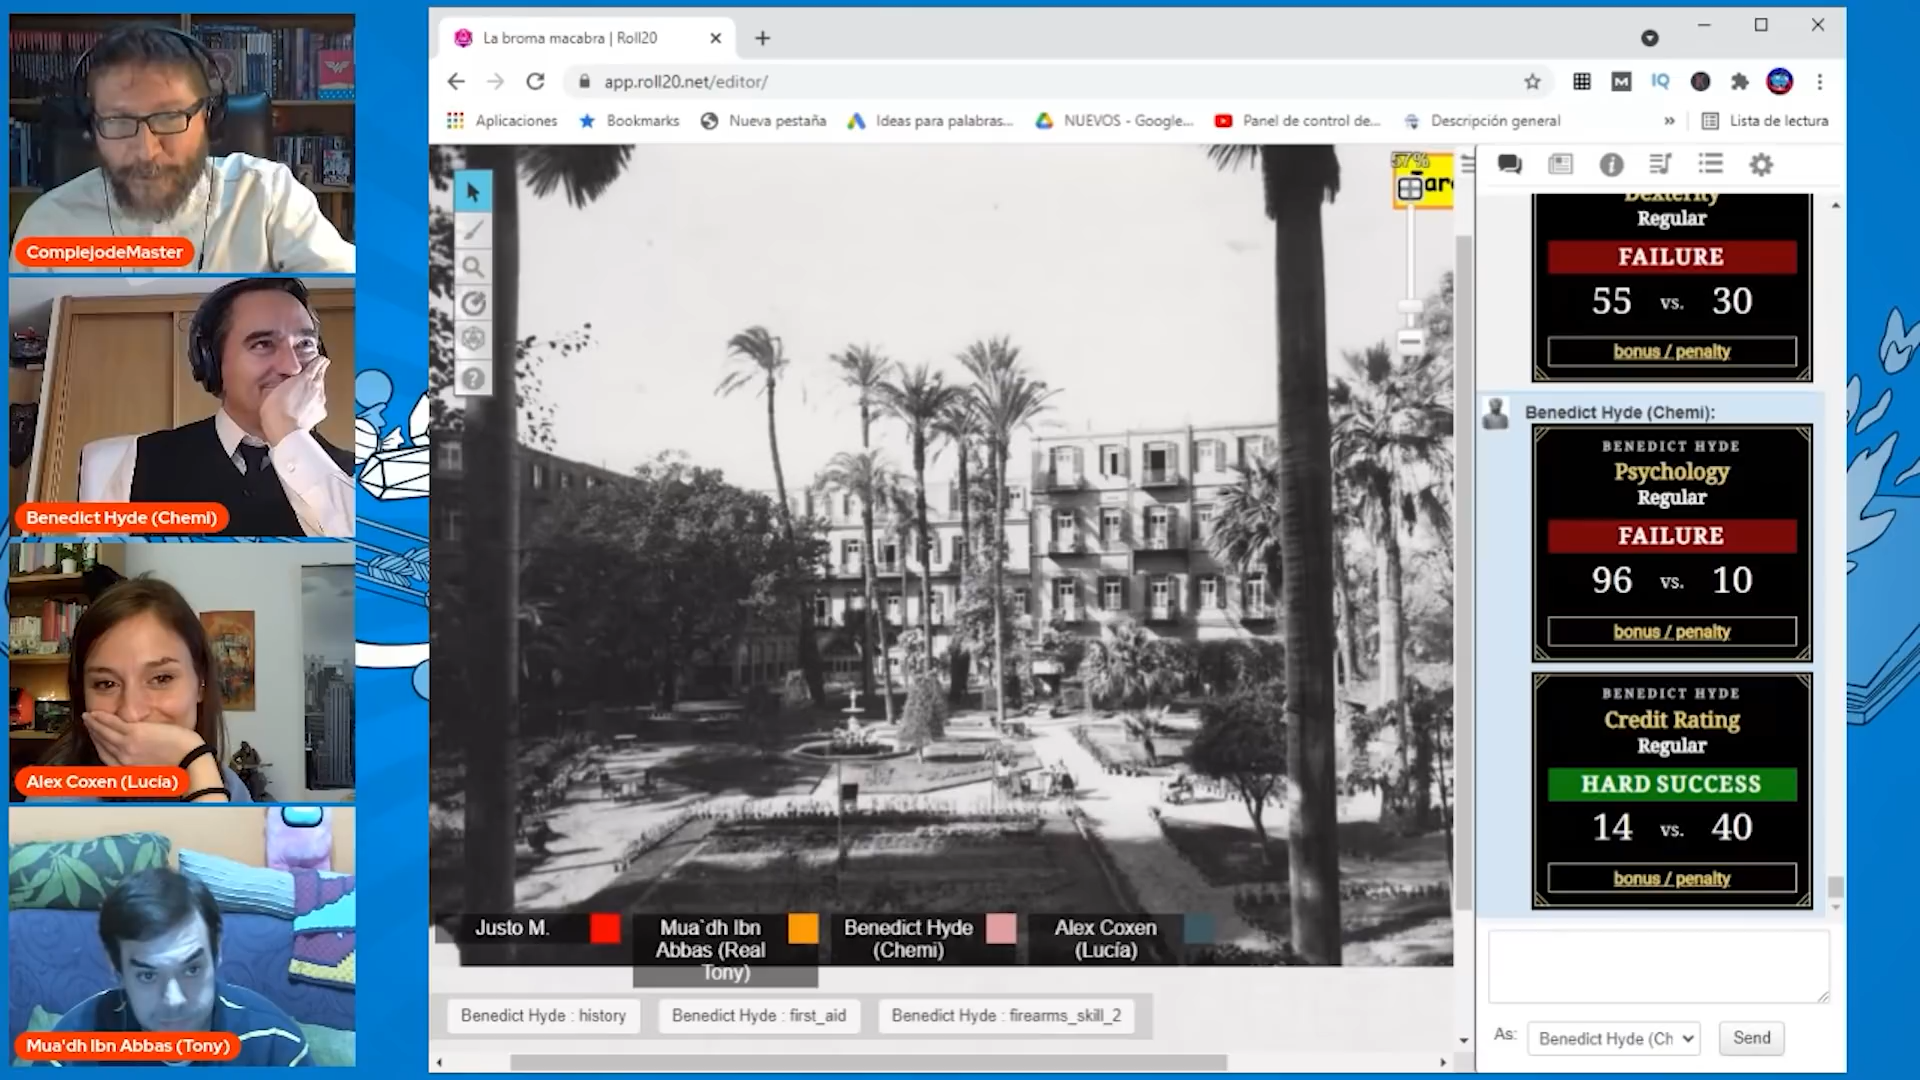 ComplejodeMaster
Benedict Hyde (Chemi)
Alex Coxen (Lucía)
Mua'dh Ibn Abbas (Tony)
La broma macabra | Roll20
app.roll20.net/editor/
M
IQ
Aplicaciones
Bookmarks
Nueva pestaña
Ideas para palabras...
NUEVOS - Google...
Panel de control de...
Descripción general
»
Lista de lectura
57%
Dexterity
Regular
FAILURE
55 vs. 30
bonus / penalty
Benedict Hyde (Chemi):
BENEDICT HYDE
Psychology
Regular
FAILURE
96 vs. 10
bonus / penalty
BENEDICT HYDE
Credit Rating
Regular
HARD SUCCESS
14 vs. 40
bonus / penalty
Justo M.
Mua`dh Ibn
Abbas (Real
Tony)
Benedict Hyde
(Chemi)
Alex Coxen
(Lucía)
Benedict Hyde : history
Benedict Hyde : first_aid
Benedict Hyde : firearms_skill_2
As:
Benedict Hyde (Ch
Send